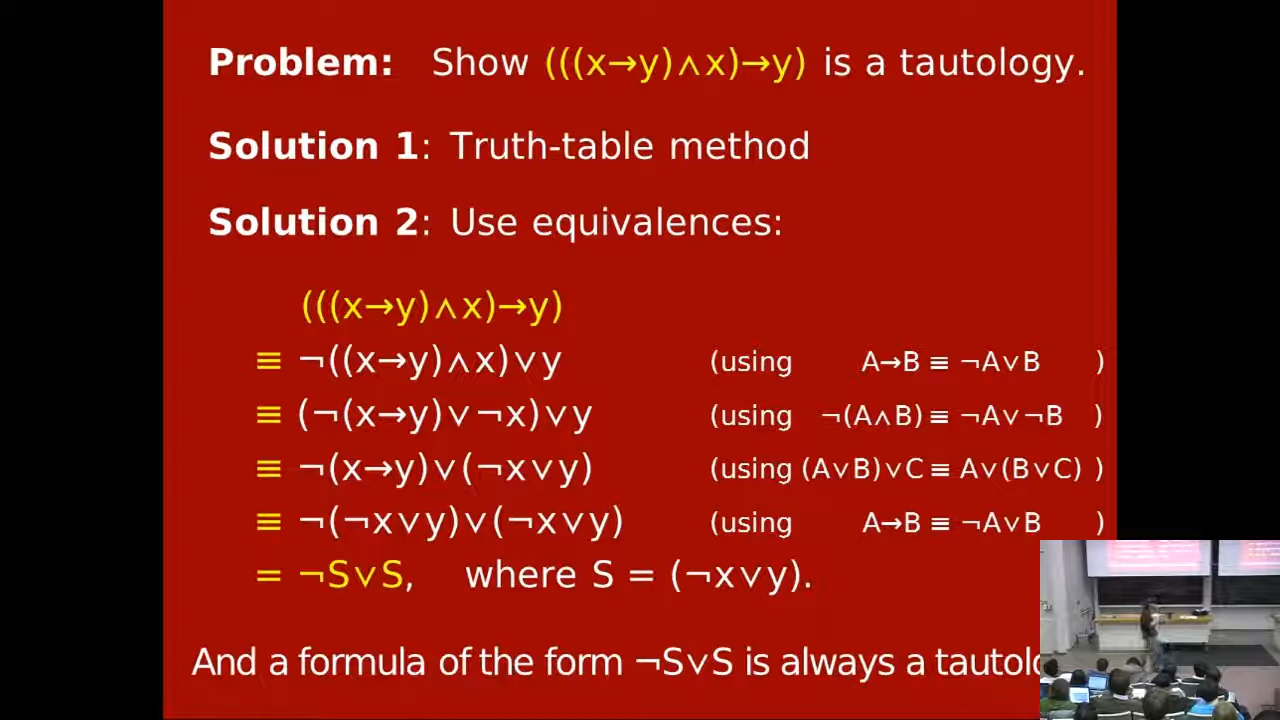 Problem: Show (((x→y)∧x)→y) is a tautology.
Solution 1: Truth-table method
Solution 2: Use equivalences:
(((x→y)∧x)→y)
≡ ¬((x→y)∧x)∨y (using A→B ≡ ¬A∨B )
≡ (¬(x→y)∨¬x)∨y (using ¬(A∧B) ≡ ¬A∨¬B )
≡ ¬(x→y)∨(¬x∨y) (using (A∨B)∨C ≡ A∨(B∨C) )
≡ ¬(¬x∨y)∨(¬x∨y) (using A→B ≡ ¬A∨B )
= ¬S∨S, where S = (¬x∨y).
And a formula of the form ¬S∨S is always a tautolo